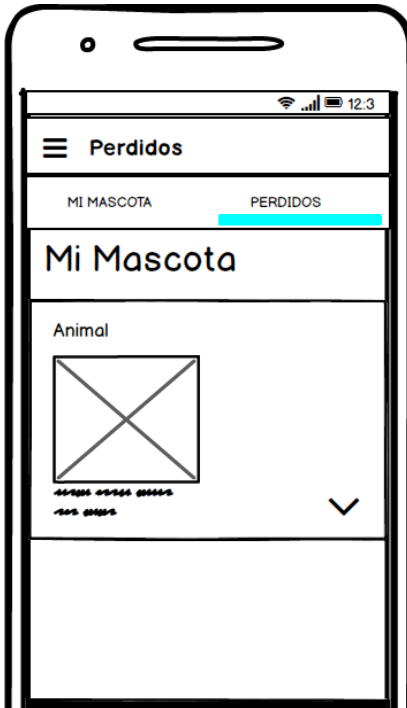 12:3
Perdidos
MI MASCOTA PERDIDOS
Mi Mascota
Animal